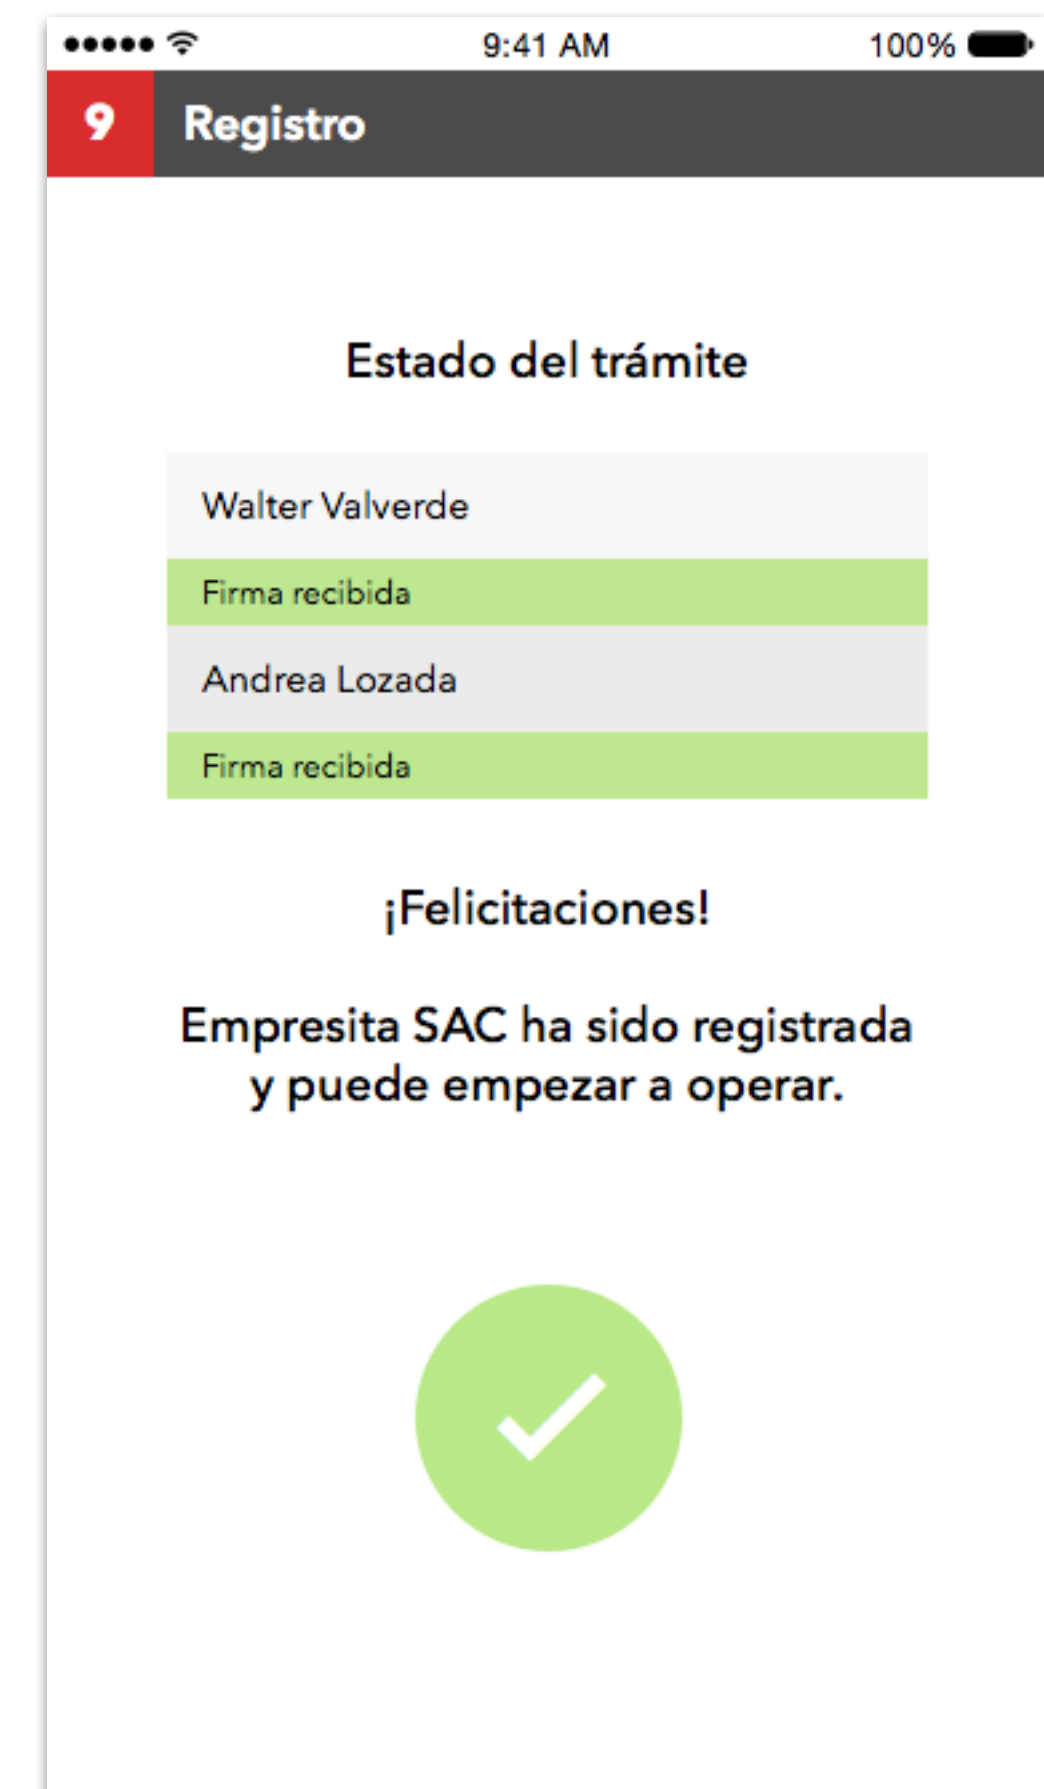 9:41 AM 100%
9 Registro
Estado del trámite
Walter Valverde
Firma recibida
Andrea Lozada
Firma recibida
¡Felicitaciones!
Empresita SAC ha sido registrada
y puede empezar a operar.